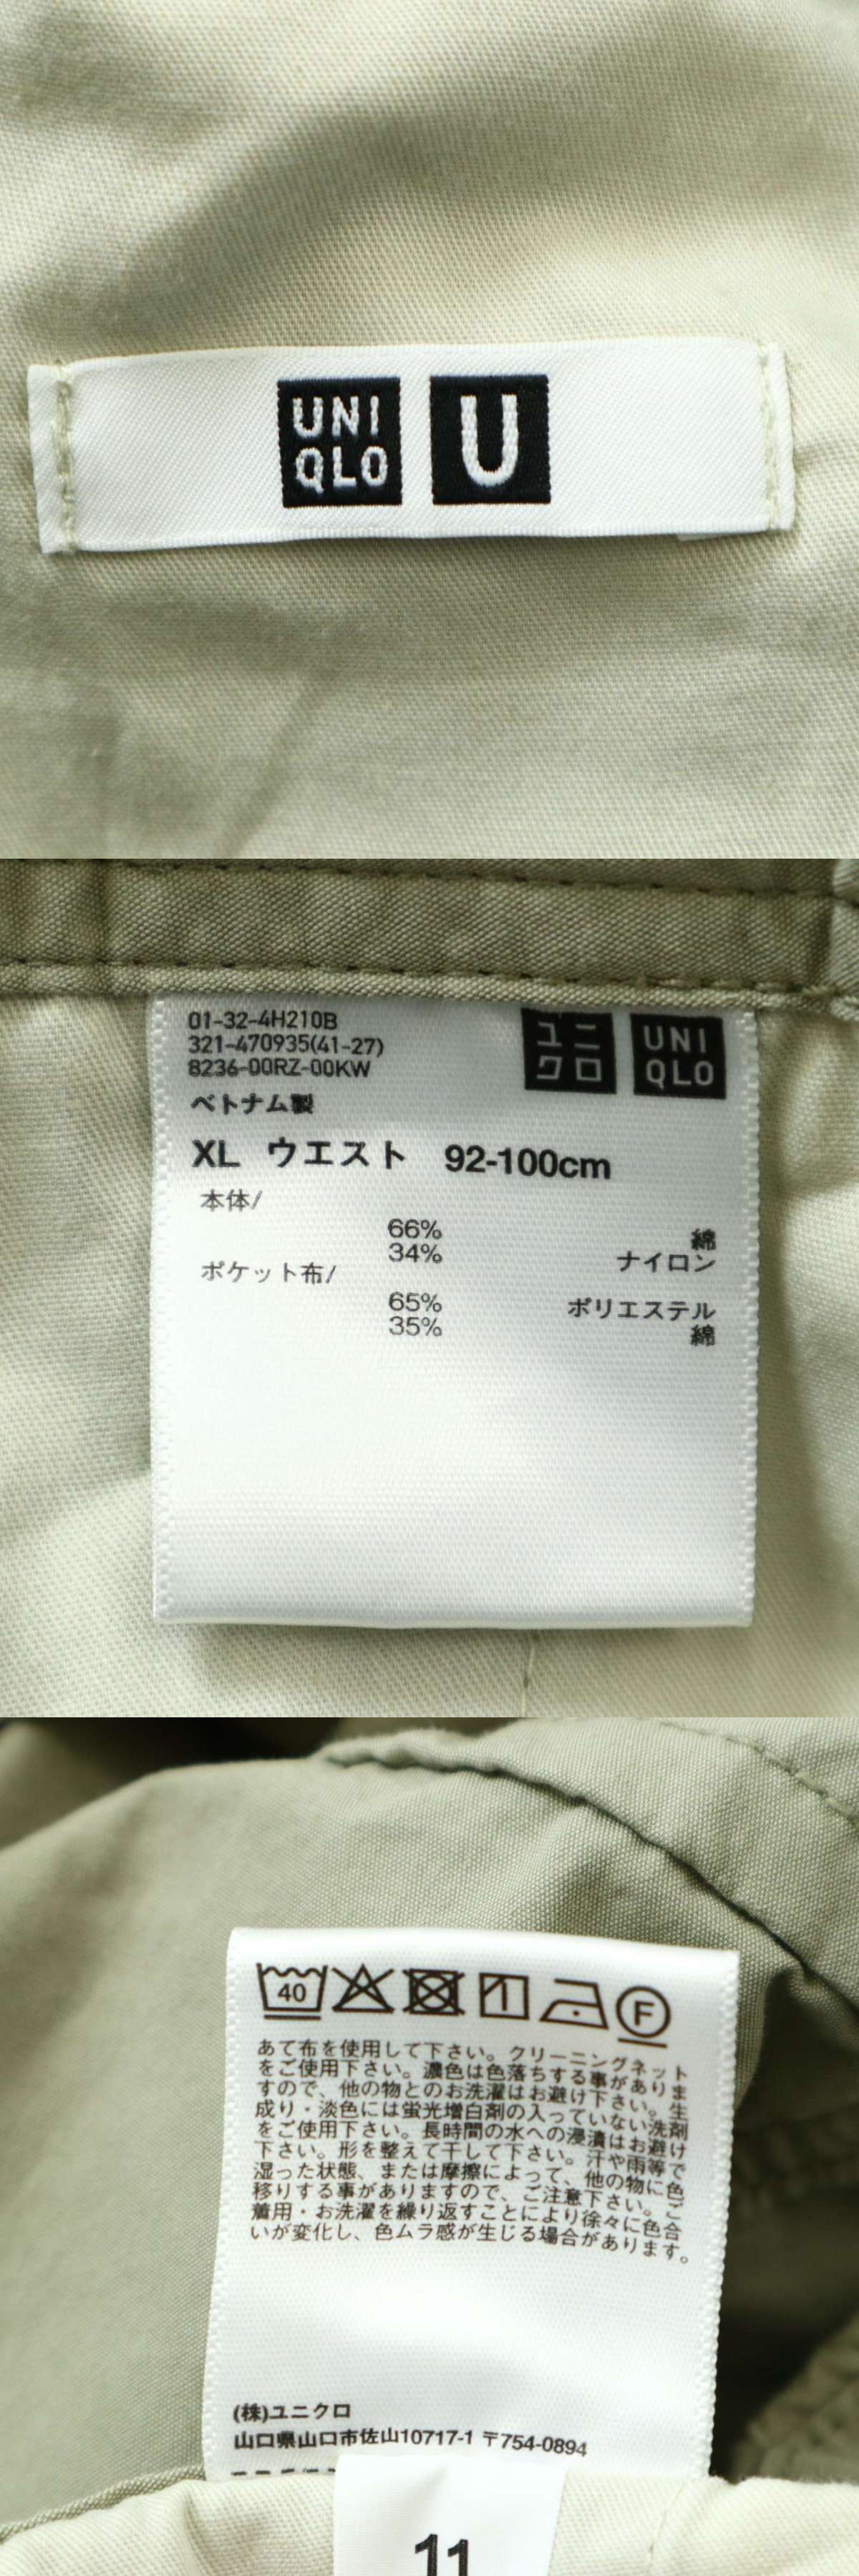 UNI
QLO
U
01-32-4H210B
321-470935(41-27)
8236-00RZ-00KW
ユニ
クロ
UNI
QLO
ベトナム製
XL ウエスト 92-100cm
本体/
66% 綿
34% ナイロン
ポケット布/
65% ポリエステル
35% 綿
40
F
あて布を使用して下さい。クリーニングネット
をご使用下さい。濃色は色落ちする事がありま
すので、他の物とのお洗濯はお避け下さい。生
成り・淡色には蛍光増白剤の入っていない洗剤
をご使用下さい。長時間の水への浸漬はお避け
下さい。形を整えて干して下さい。汗や雨等で
湿った状態、または摩擦によって、他の物に色
移りする事がありますので、ご注意下さい。ご
着用・お洗濯を繰り返すことにより徐々に色合
いが変化し、色ムラ感が生じる場合があります。
(株)ユニクロ
山口県山口市佐山10717-1 〒754-0894
11